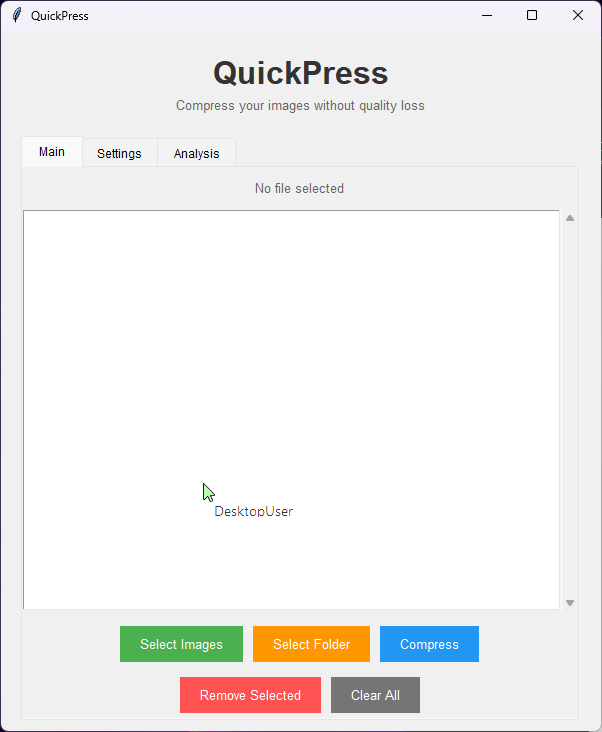 QuickPress
QuickPress
Compress your images without quality loss
Main Settings Analysis
No file selected
DesktopUser
Select Images Select Folder Compress
Remove Selected Clear All